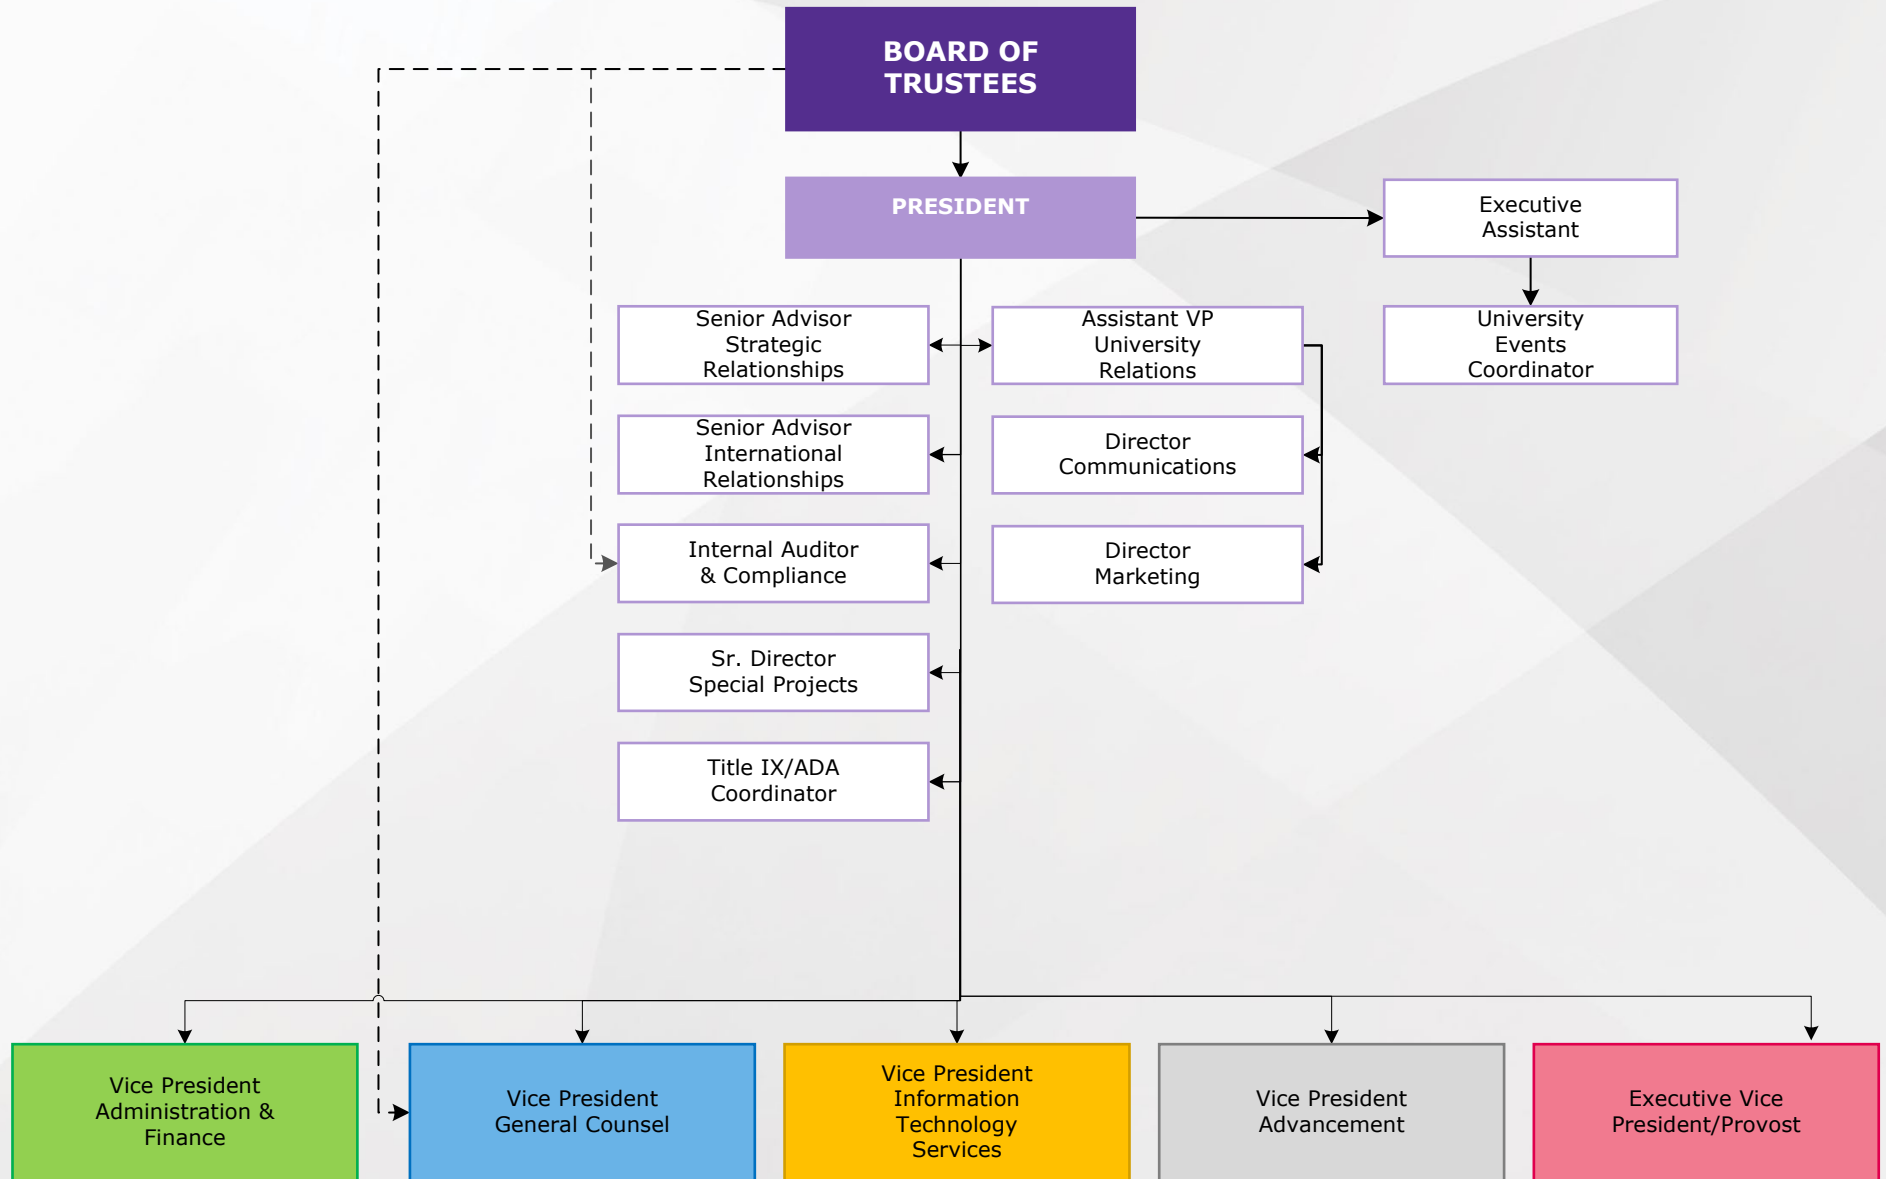 BOARD OF
TRUSTEES
PRESIDENT
Executive
Assistant
Senior Advisor
Strategic
Relationships
Assistant VP
University
Relations
University
Events
Coordinator
Senior Advisor
International
Relationships
Director
Communications
Internal Auditor
& Compliance
Director
Marketing
Sr. Director
Special Projects
Title IX/ADA
Coordinator
Vice President
Administration &
Finance
Vice President
General Counsel
Vice President
Information
Technology
Services
Vice President
Advancement
Executive Vice
President/Provost